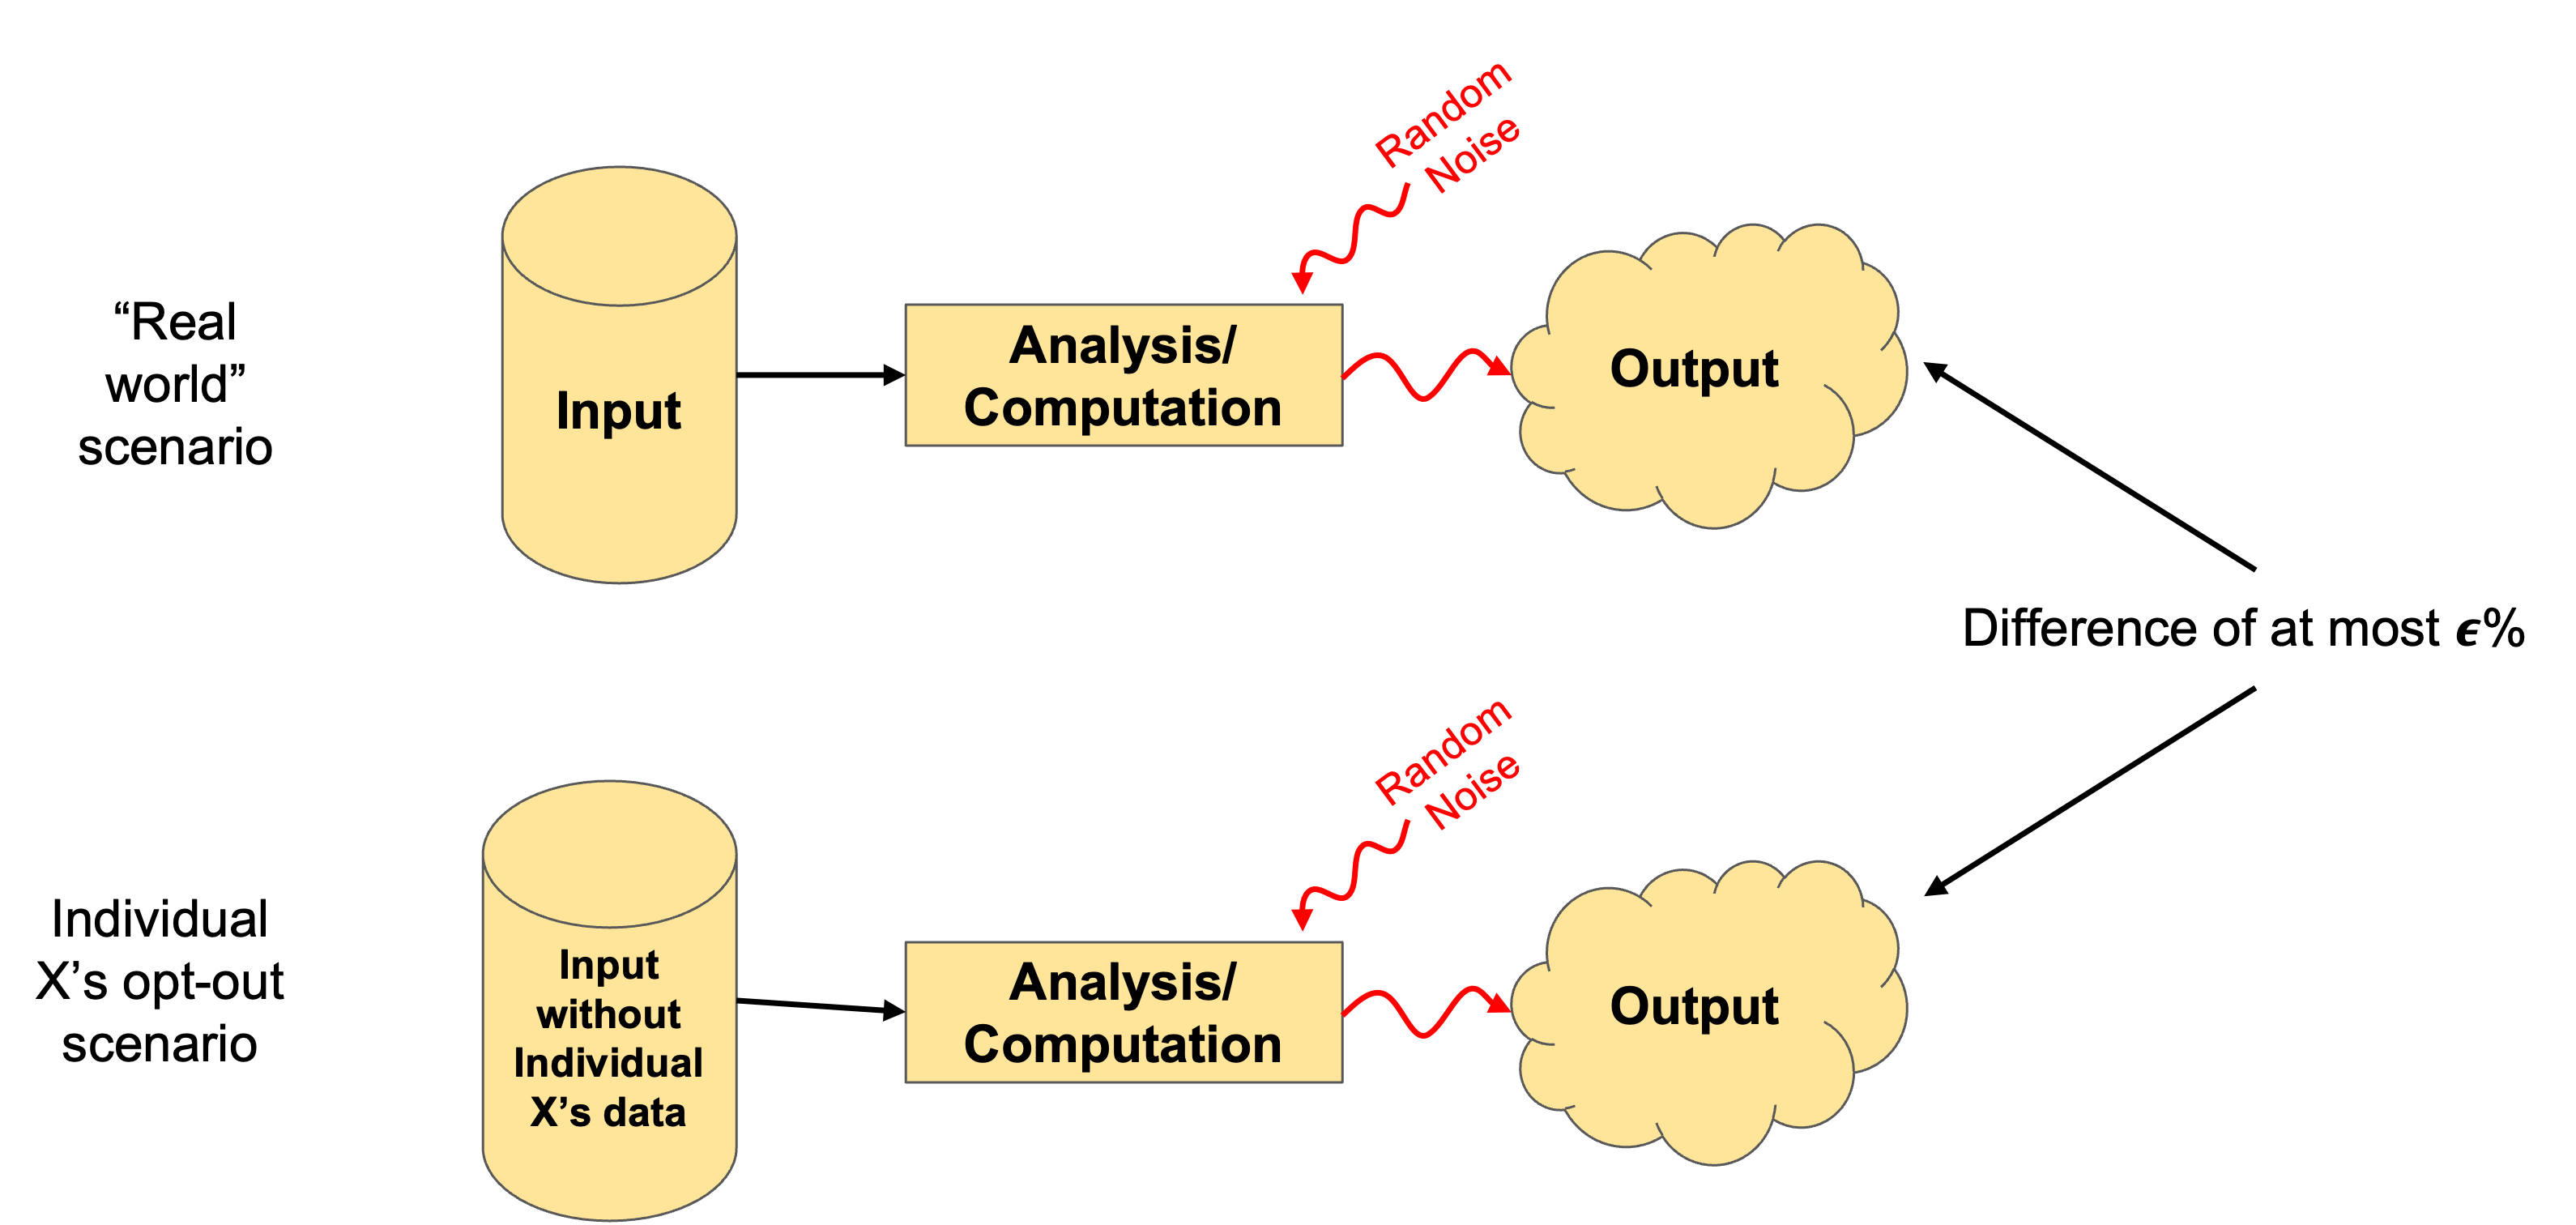 Random
Noise
“Real
world”
scenario
Input
Analysis/
Computation
Output
Difference of at most ϵ%
Random
Noise
Individual
X’s opt-out
scenario
Input
without
Individual
X’s data
Analysis/
Computation
Output